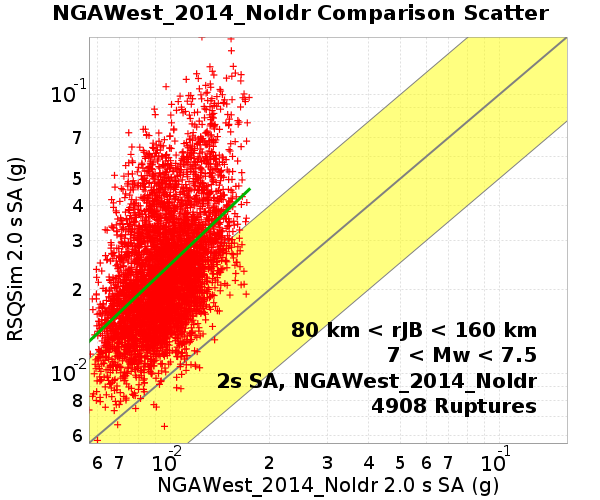 NGAWest_2014_NoIdr Comparison Scatter
RSQSim 2.0 s SA (g)
10-1
7
5
4
3
2
10-2
8
6
80 km < rJB < 160 km
7 < Mw < 7.5
2s SA, NGAWest_2014_NoIdr
4908 Ruptures
6 7 10-2 2 3 4 5 6 7 10-1
NGAWest_2014_NoIdr 2.0 s SA (g)